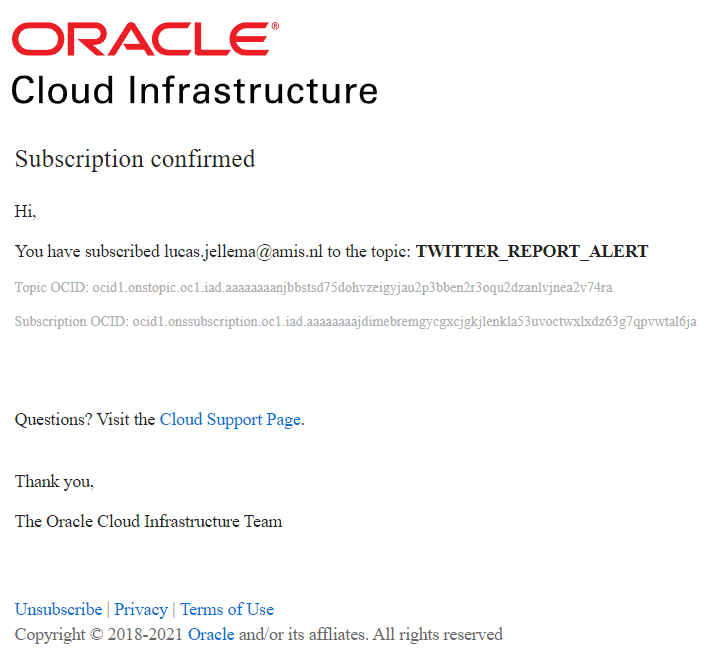 ORACLE®
Cloud Infrastructure
Subscription confirmed
Hi,
You have subscribed lucas.jellema@amis.nl to the topic: TWITTER_REPORT_ALERT
Topic OCID: ocid1.onstopic.oc1.iad.aaaaaaaanjbbstsd75dohvzeigyjau2p3bben2r3oqu2dzanlvjnea2v74ra
Subscription OCID: ocid1.onssubscription.oc1.iad.aaaaaaaajdimebremgycgxcjgkjlenkla53uvoctwxlxdz63g7qpvwtal6ja
Questions? Visit the Cloud Support Page.
Thank you,
The Oracle Cloud Infrastructure Team
Unsubscribe | Privacy | Terms of Use
Copyright © 2018-2021 Oracle and/or its affliates. All rights reserved